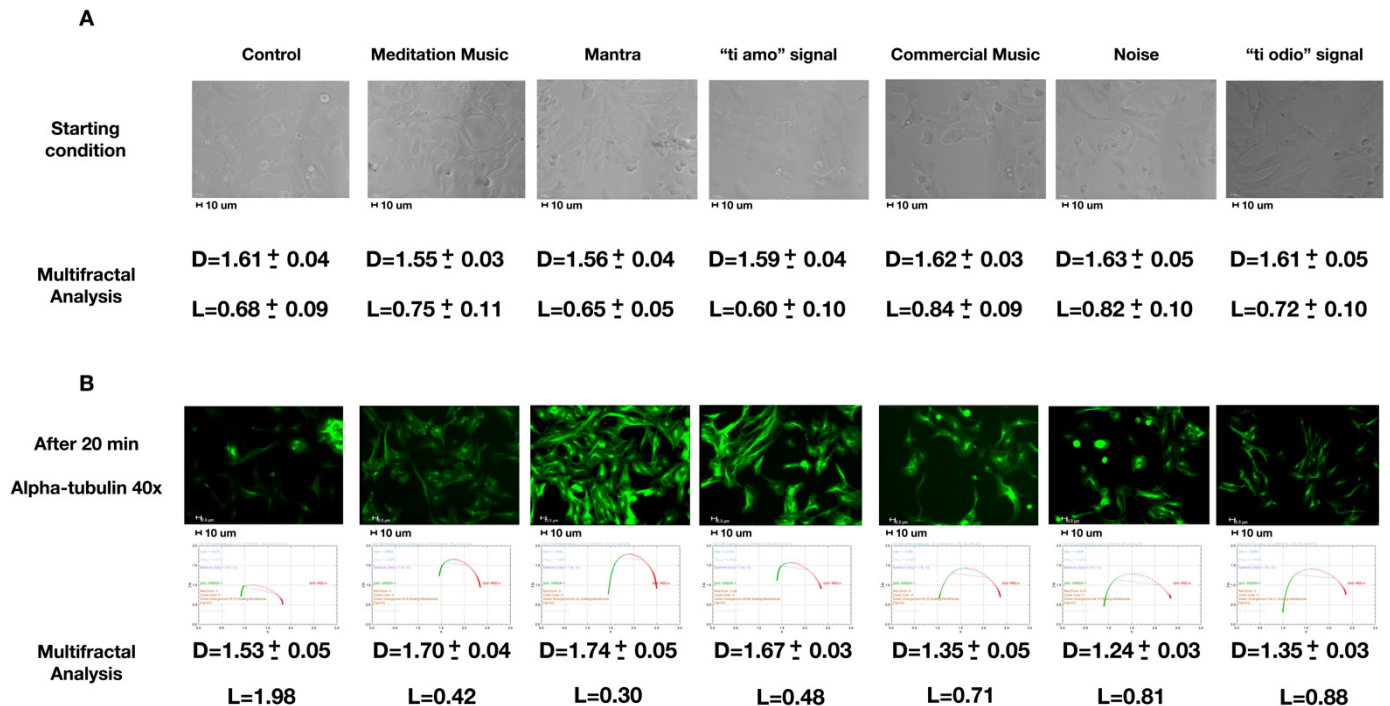 A
Control Meditation Music Mantra “ti amo” signal Commercial Music Noise “ti odio” signal
Starting
condition
10 um 10 um 10 um 10 um 10 um 10 um 10 um
Multifractal
Analysis
D=1.61 ± 0.04 D=1.55 ± 0.03 D=1.56 ± 0.04 D=1.59 ± 0.04 D=1.62 ± 0.03 D=1.63 ± 0.05 D=1.61 ± 0.05
L=0.68 ± 0.09 L=0.75 ± 0.11 L=0.65 ± 0.05 L=0.60 ± 0.10 L=0.84 ± 0.09 L=0.82 ± 0.10 L=0.72 ± 0.10
B
After 20 min
Alpha-tubulin 40x
10 um 10 um 10 um 10 um 10 um 10 um 10 um
Multifractal
Analysis
D=1.53 ± 0.05 D=1.70 ± 0.04 D=1.74 ± 0.05 D=1.67 ± 0.03 D=1.35 ± 0.05 D=1.24 ± 0.03 D=1.35 ± 0.03
L=1.98 L=0.42 L=0.30 L=0.48 L=0.71 L=0.81 L=0.88